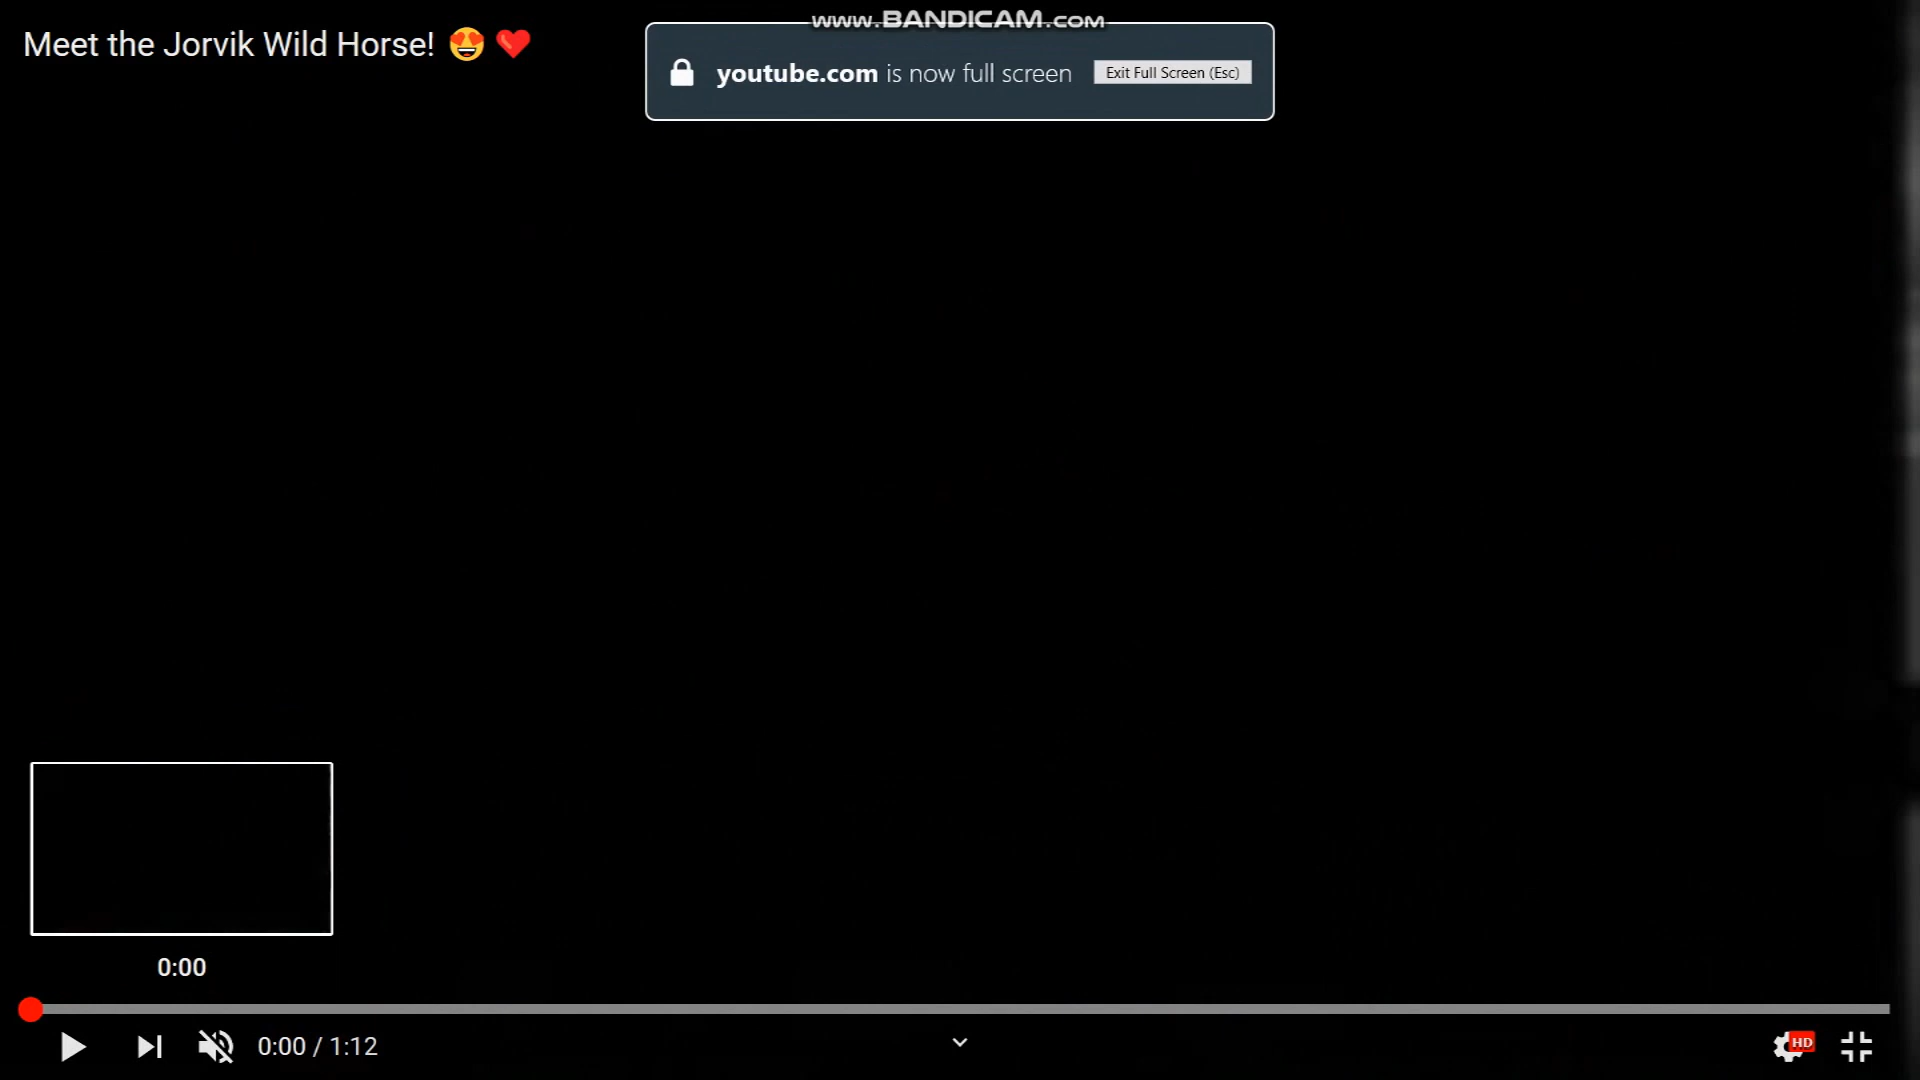 www.BANDICAM.com
Meet the Jorvik Wild Horse! 😍 ❤️
youtube.com is now full screen
Exit Full Screen (Esc)
0:00
0:00 / 1:12
HD